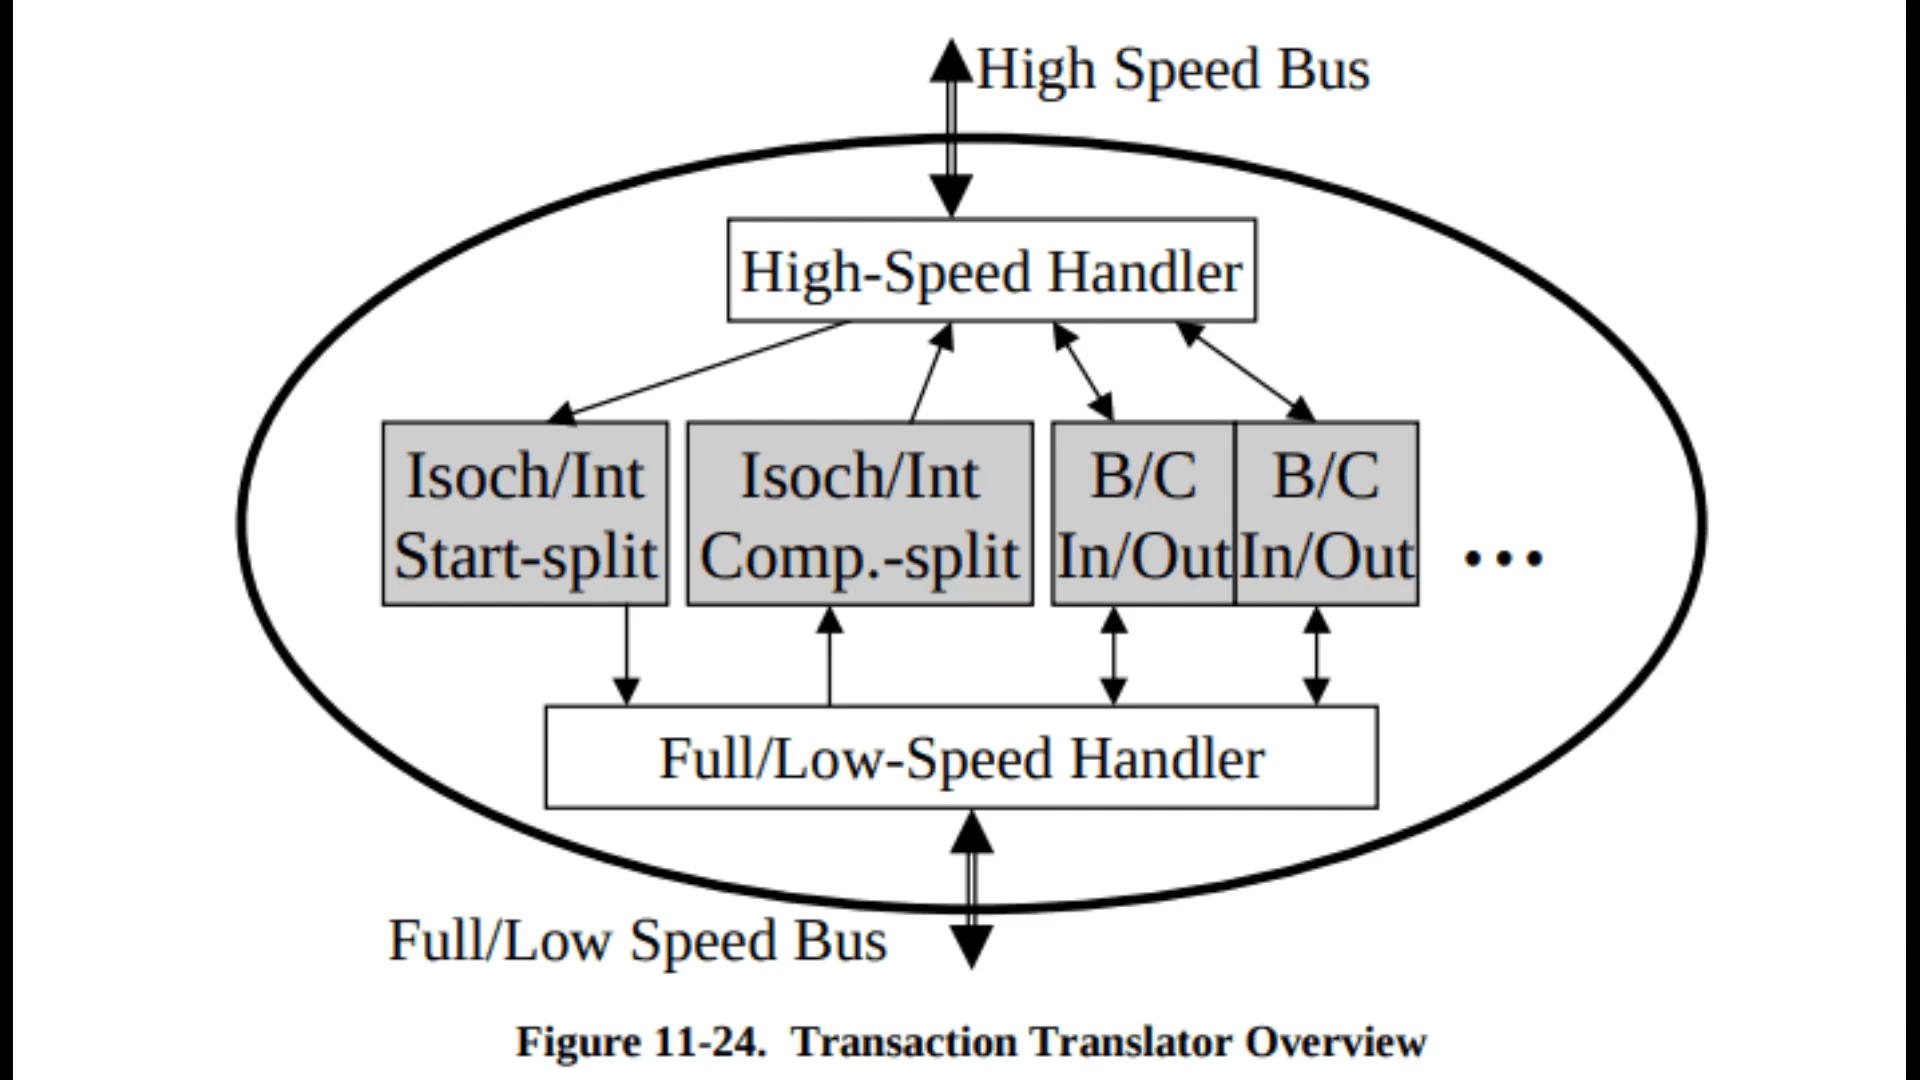 High Speed Bus
High-Speed Handler
Isoch/Int
Start-split
Isoch/Int
Comp.-split
B/C
In/Out
B/C
In/Out
...
Full/Low-Speed Handler
Full/Low Speed Bus
Figure 11-24. Transaction Translator Overview